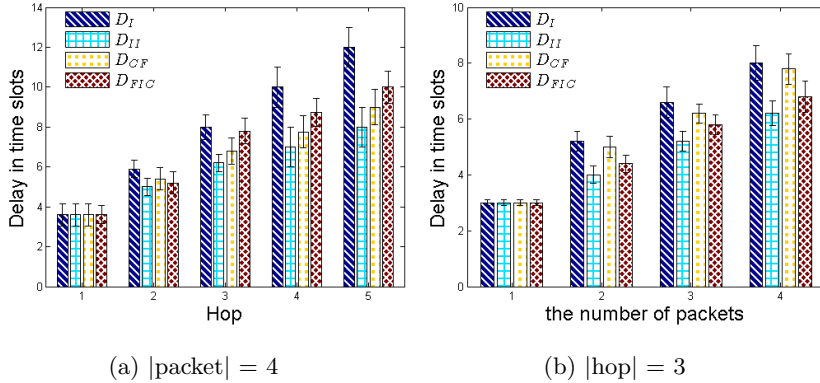 14
12
10
8
6
4
2
0
D_I
D_II
D_CF
D_FIC
Delay in time slots
1 2 3 4 5
Hop
(a) |packet| = 4
10
8
6
4
2
0
D_I
D_II
D_CF
D_FIC
Delay in time slots
1 2 3 4
the number of packets
(b) |hop| = 3